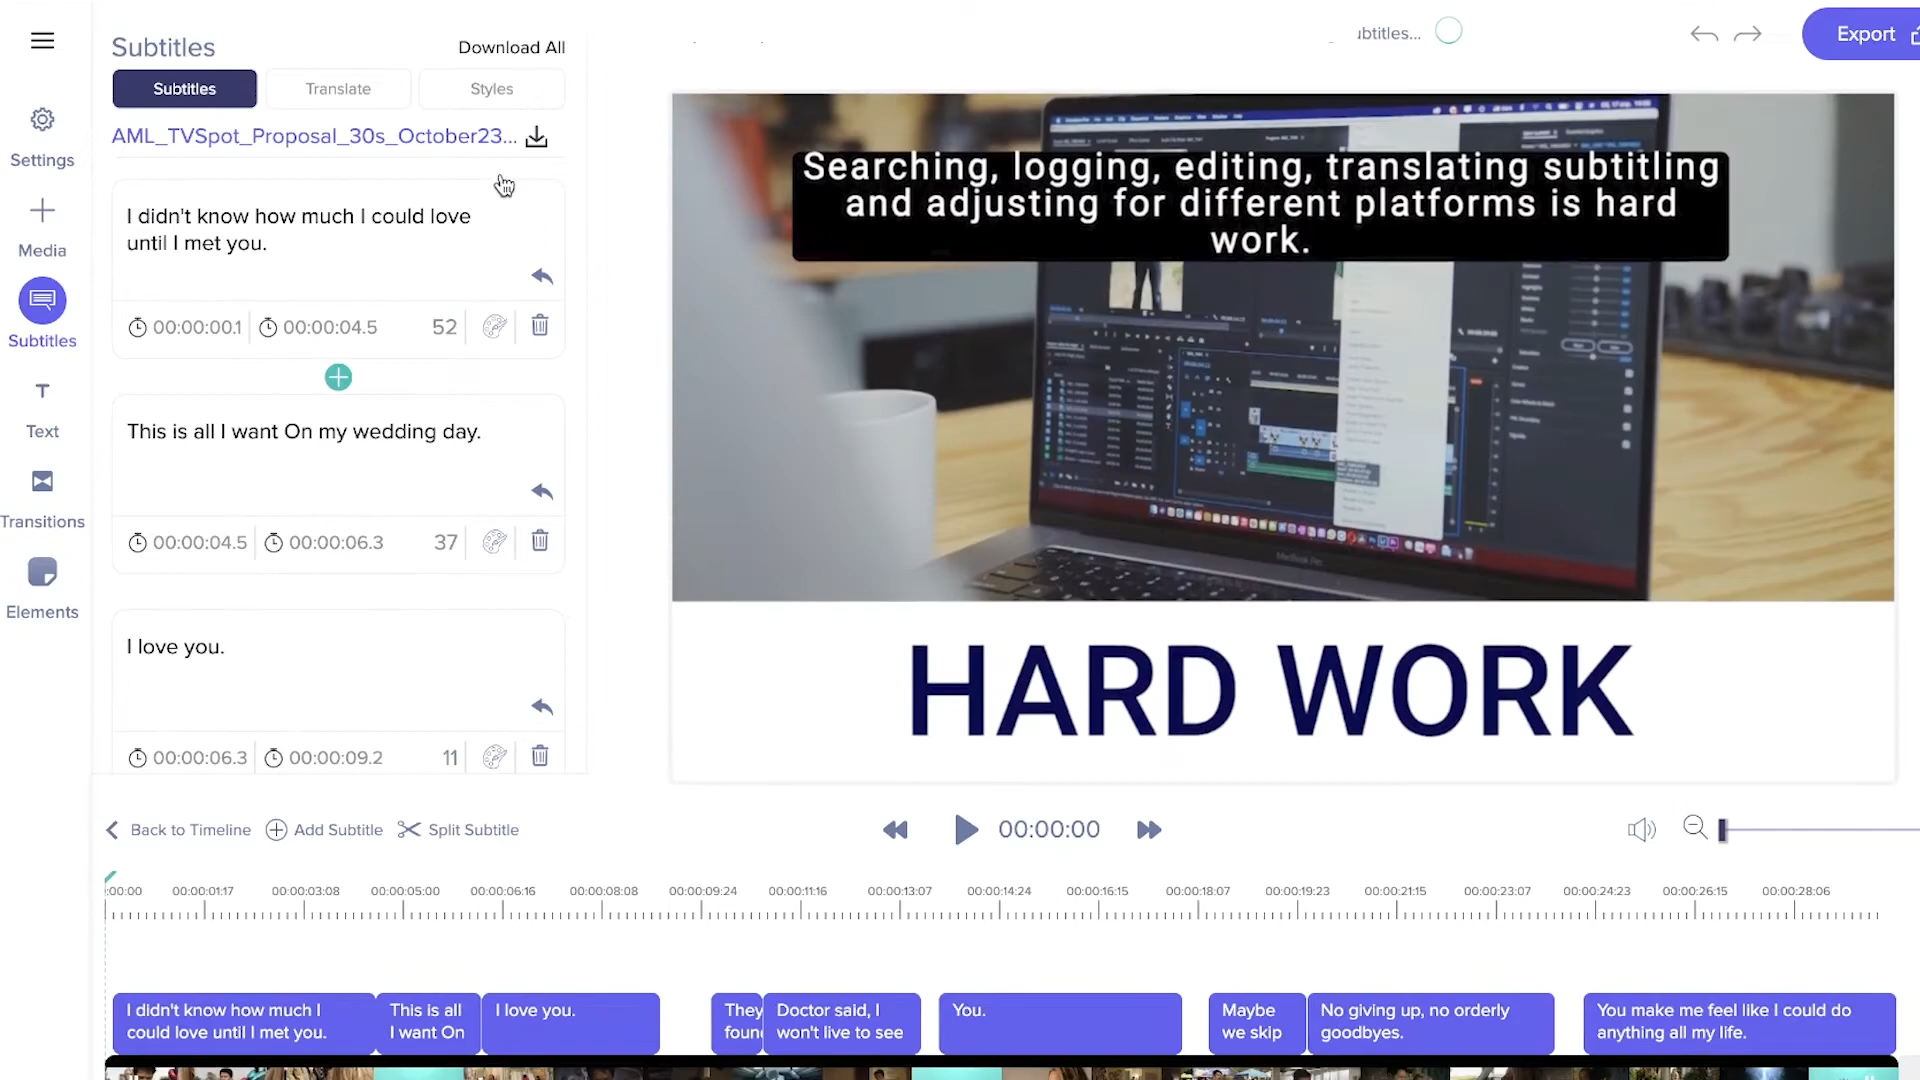 Subtitles
Download All
ubtitles...
Export
Subtitles
Translate
Styles
AML_TVSpot_Proposal_30s_October23...
Settings
Media
Subtitles
Text
Transitions
Elements
I didn't know how much I could love
until I met you.
00:00:00.1
00:00:04.5
52
This is all I want On my wedding day.
00:00:04.5
00:00:06.3
37
I love you.
00:00:06.3
00:00:09.2
11
Searching, logging, editing, translating subtitling
and adjusting for different platforms is hard
work.
MacBook Pro
HARD WORK
Back to Timeline
Add Subtitle
Split Subtitle
00:00:00
:00:00
00:00:01:17
00:00:03:08
00:00:05:00
00:00:06:16
00:00:08:08
00:00:09:24
00:00:11:16
00:00:13:07
00:00:14:24
00:00:16:15
00:00:18:07
00:00:19:23
00:00:21:15
00:00:23:07
00:00:24:23
00:00:26:15
00:00:28:06
I didn't know how much I
could love until I met you.
This is all
I want On
I love you.
They
foun
Doctor said, I
won't live to see
You.
Maybe
we skip
No giving up, no orderly
goodbyes.
You make me feel like I could do
anything all my life.